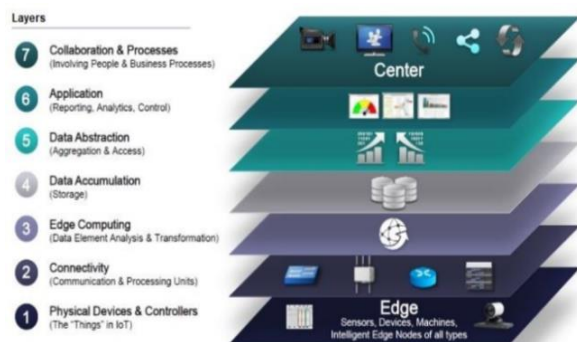 Layers
7
Collaboration & Processes
(Involving People & Business Processes)
6
Application
(Reporting, Analytics, Control)
5
Data Abstraction
(Aggregation & Access)
4
Data Accumulation
(Storage)
3
Edge Computing
(Data Element Analysis & Transformation)
2
Connectivity
(Communication & Processing Units)
1
Physical Devices & Controllers
(The "Things" in IoT)
Center
Edge
Sensors, Devices, Machines,
Intelligent Edge Nodes of all types